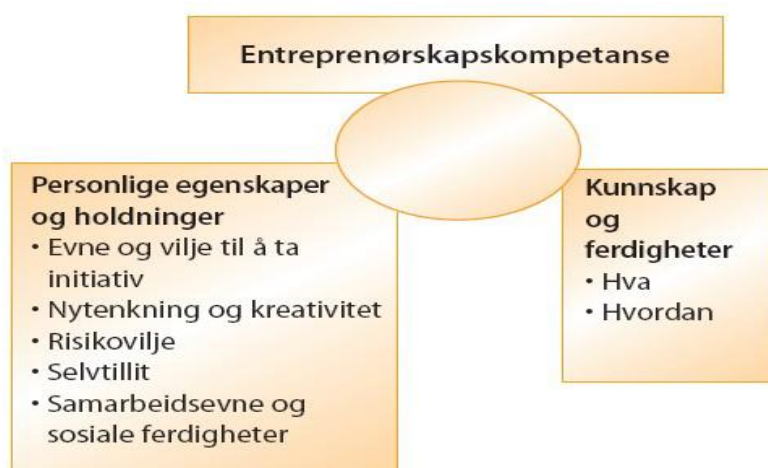 Entreprenørskapskompetanse
Personlige egenskaper
og holdninger
• Evne og vilje til å ta
initiativ
• Nytenkning og kreativitet
• Risikovilje
• Selvtillit
• Samarbeidsevne og
sosiale ferdigheter
Kunnskap
og
ferdigheter
• Hva
• Hvordan